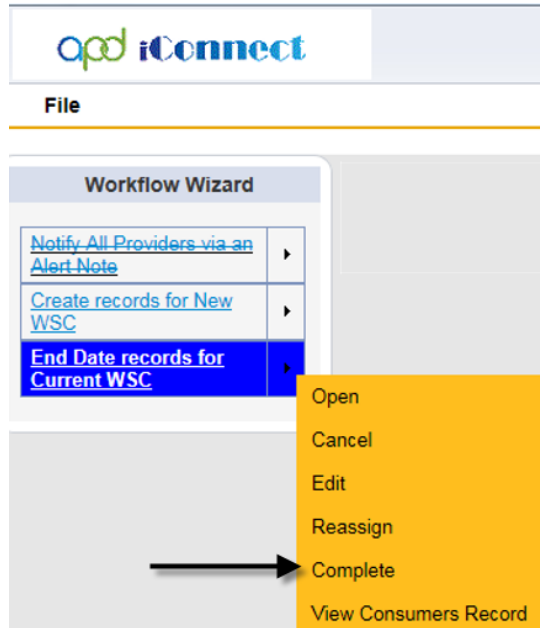 apd iConnect
File
Workflow Wizard
Notify All Providers via an
Alert Note
Create records for New
WSC
End Date records for
Current WSC
Open
Cancel
Edit
Reassign
Complete
View Consumers Record